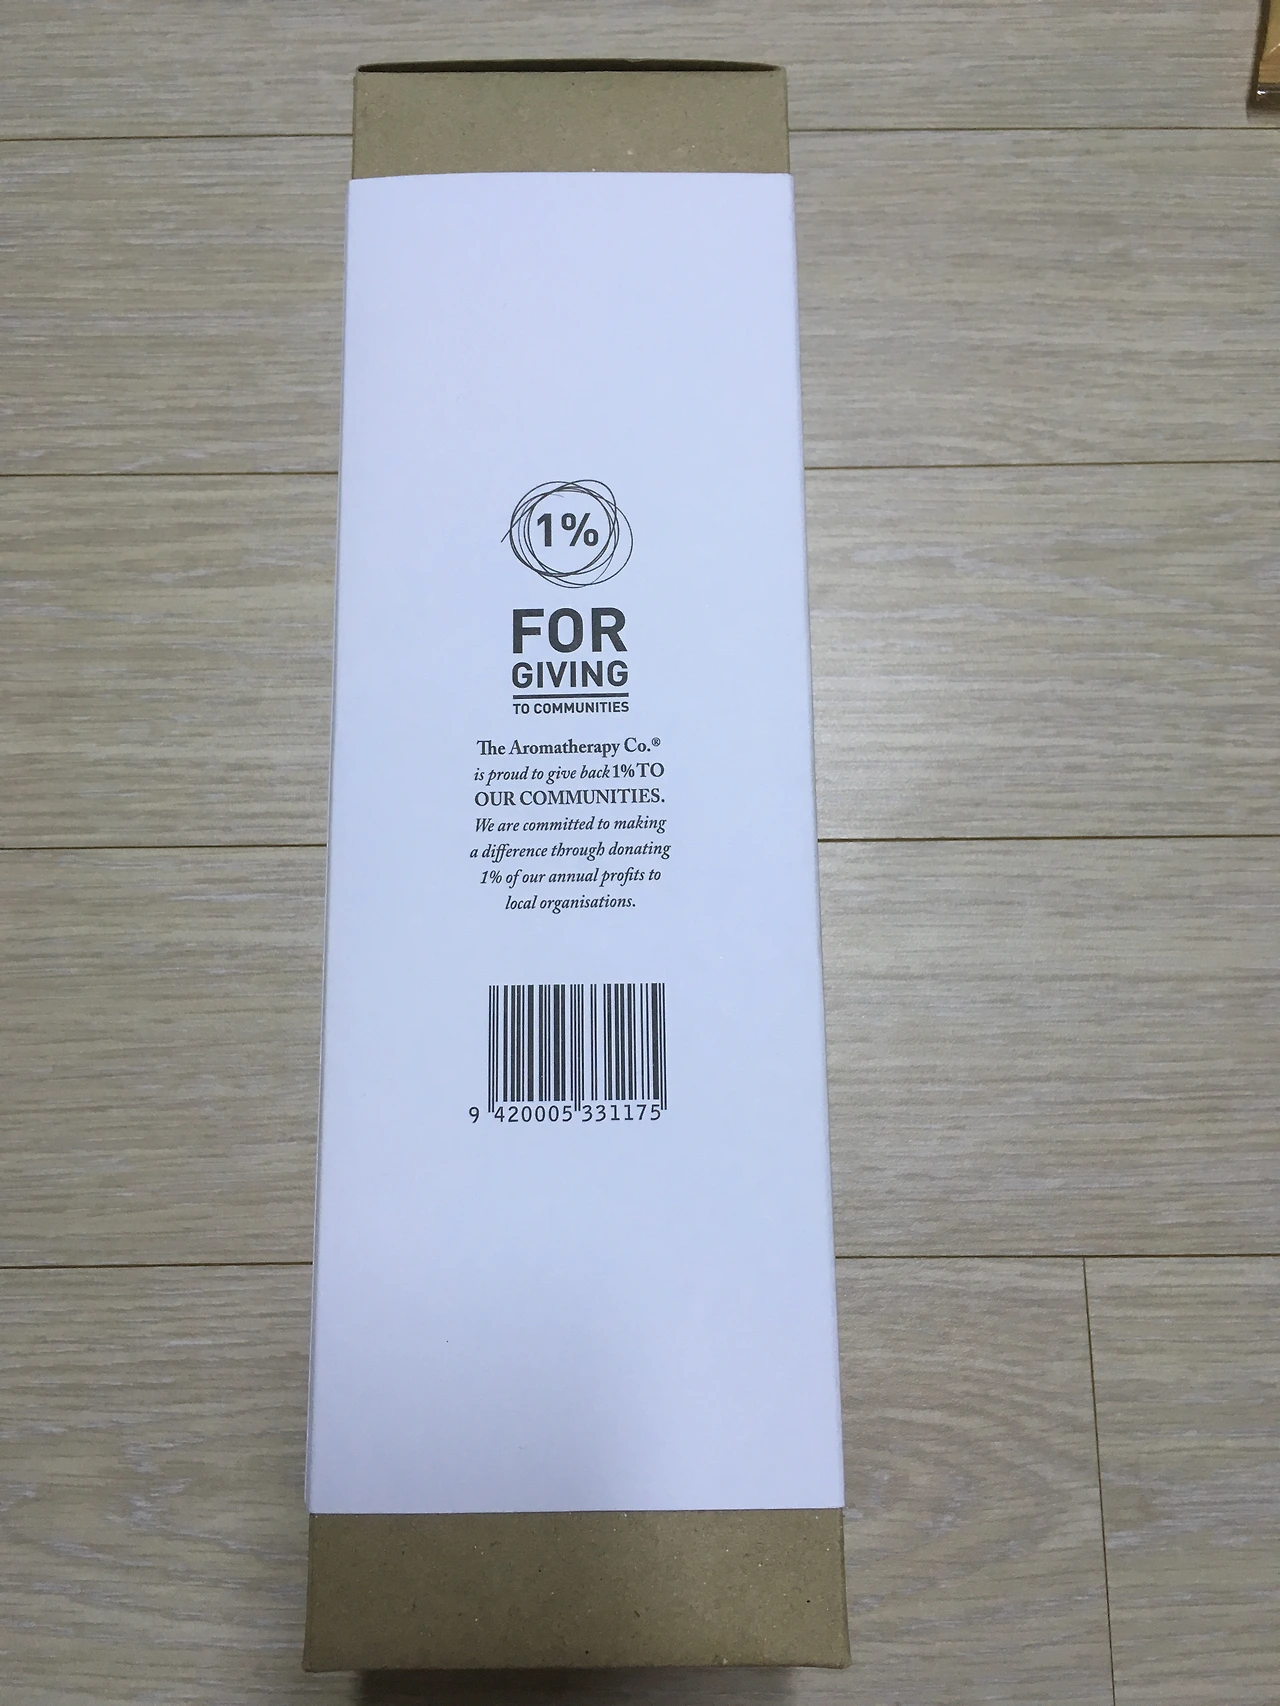 1%
FOR
GIVING
TO COMMUNITIES
The Aromatherapy Co.®
is proud to give back 1% TO
OUR COMMUNITIES.
We are committed to making
a difference through donating
1% of our annual profits to
local organisations.
9 420005 331175